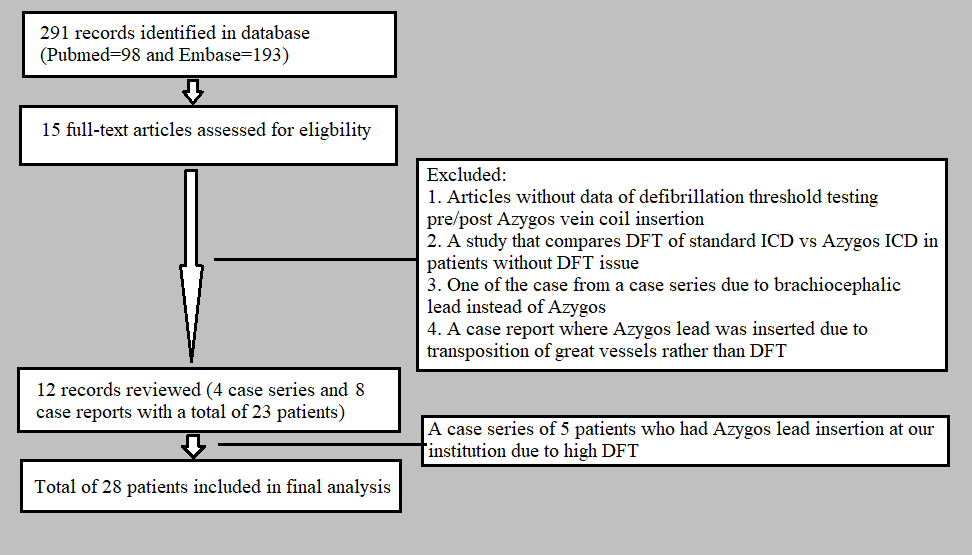 291 records identified in database
(Pubmed=98 and Embase=193)
15 full-text articles assessed for eligbility
Excluded:
1. Articles without data of defibrillation threshold testing
pre/post Azygos vein coil insertion
2. A study that compares DFT of standard ICD vs Azygos ICD in
patients without DFT issue
3. One of the case from a case series due to brachiocephalic
lead instead of Azygos
4. A case report where Azygos lead was inserted due to
transposition of great vessels rather than DFT
12 records reviewed (4 case series and 8
case reports with a total of 23 patients)
A case series of 5 patients who had Azygos lead insertion at our
institution due to high DFT
Total of 28 patients included in final analysis